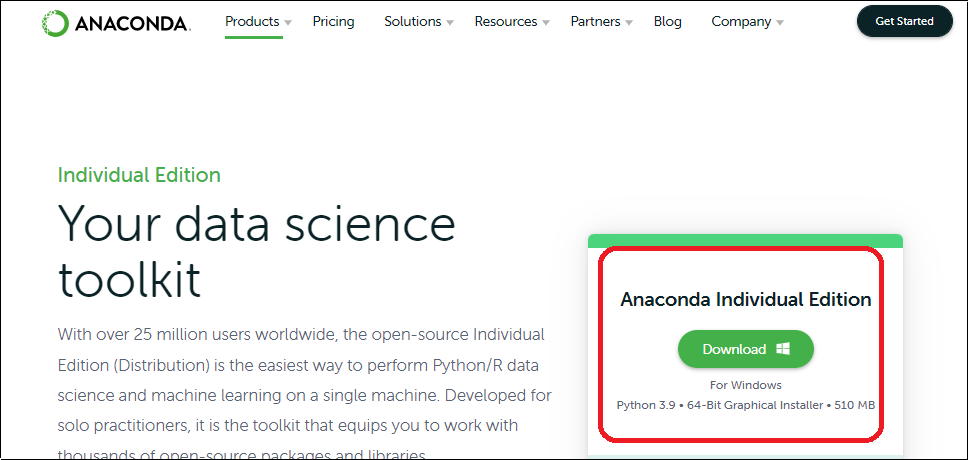 ANACONDA.
Products
Pricing
Solutions
Resources
Partners
Blog
Company
Get Started
Individual Edition
Your data science
toolkit
With over 25 million users worldwide, the open-source Individual
Edition (Distribution) is the easiest way to perform Python/R data
science and machine learning on a single machine. Developed for
solo practitioners, it is the toolkit that equips you to work with
thousands of open-source packages and libraries.
Anaconda Individual Edition
Download
For Windows
Python 3.9 • 64-Bit Graphical Installer • 510 MB